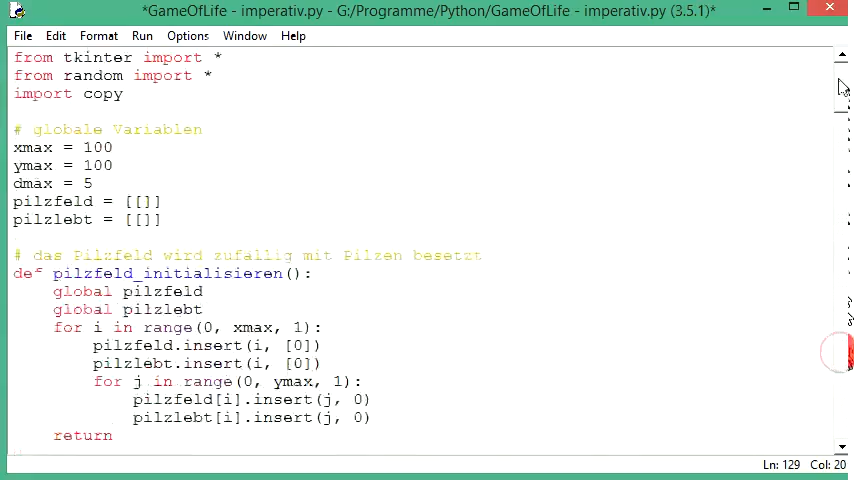 *GameOfLife - imperativ.py - G:/Programme/Python/GameOfLife - imperativ.py (3.5.1)*
File Edit Format Run Options Window Help
from tkinter import *
from random import *
import copy
# globale Variablen
xmax = 100
ymax = 100
dmax = 5
pilzfeld = [[]]
pilzlebt = [[]]
# das Pilzfeld wird zufällig mit Pilzen besetzt
def pilzfeld_initialisieren():
    global pilzfeld
    global pilzlebt
    for i in range(0, xmax, 1):
        pilzfeld.insert(i, [0])
        pilzlebt.insert(i, [0])
        for j in range(0, ymax, 1):
            pilzfeld[i].insert(j, 0)
            pilzlebt[i].insert(j, 0)
    return
Ln: 129 Col: 20